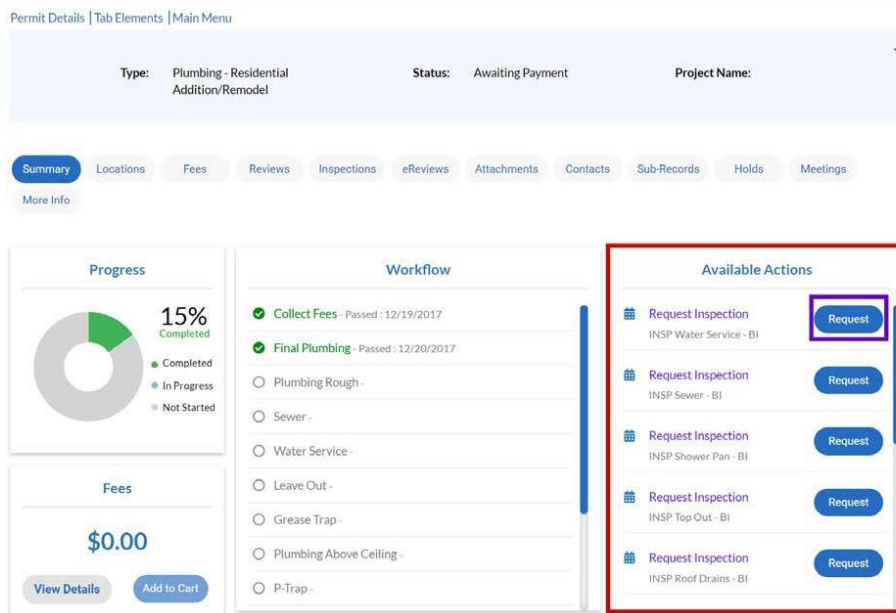 Permit Details | Tab Elements | Main Menu
Type: Plumbing - Residential Addition/Remodel
Status: Awaiting Payment
Project Name:
Summary Locations Fees Reviews Inspections eReviews Attachments Contacts Sub-Records Holds Meetings
More Info
Progress
15%
Completed
Completed
In Progress
Not Started
Fees
$0.00
View Details Add to Cart
Workflow
Collect Fees - Passed : 12/19/2017
Final Plumbing - Passed : 12/20/2017
Plumbing Rough -
Sewer -
Water Service -
Leave Out -
Grease Trap -
Plumbing Above Ceiling -
P-Trap -
Available Actions
Request Inspection Request
INSP Water Service - BI
Request Inspection Request
INSP Sewer - BI
Request Inspection Request
INSP Shower Pan - BI
Request Inspection Request
INSP Top Out - BI
Request Inspection Request
INSP Roof Drains - BI